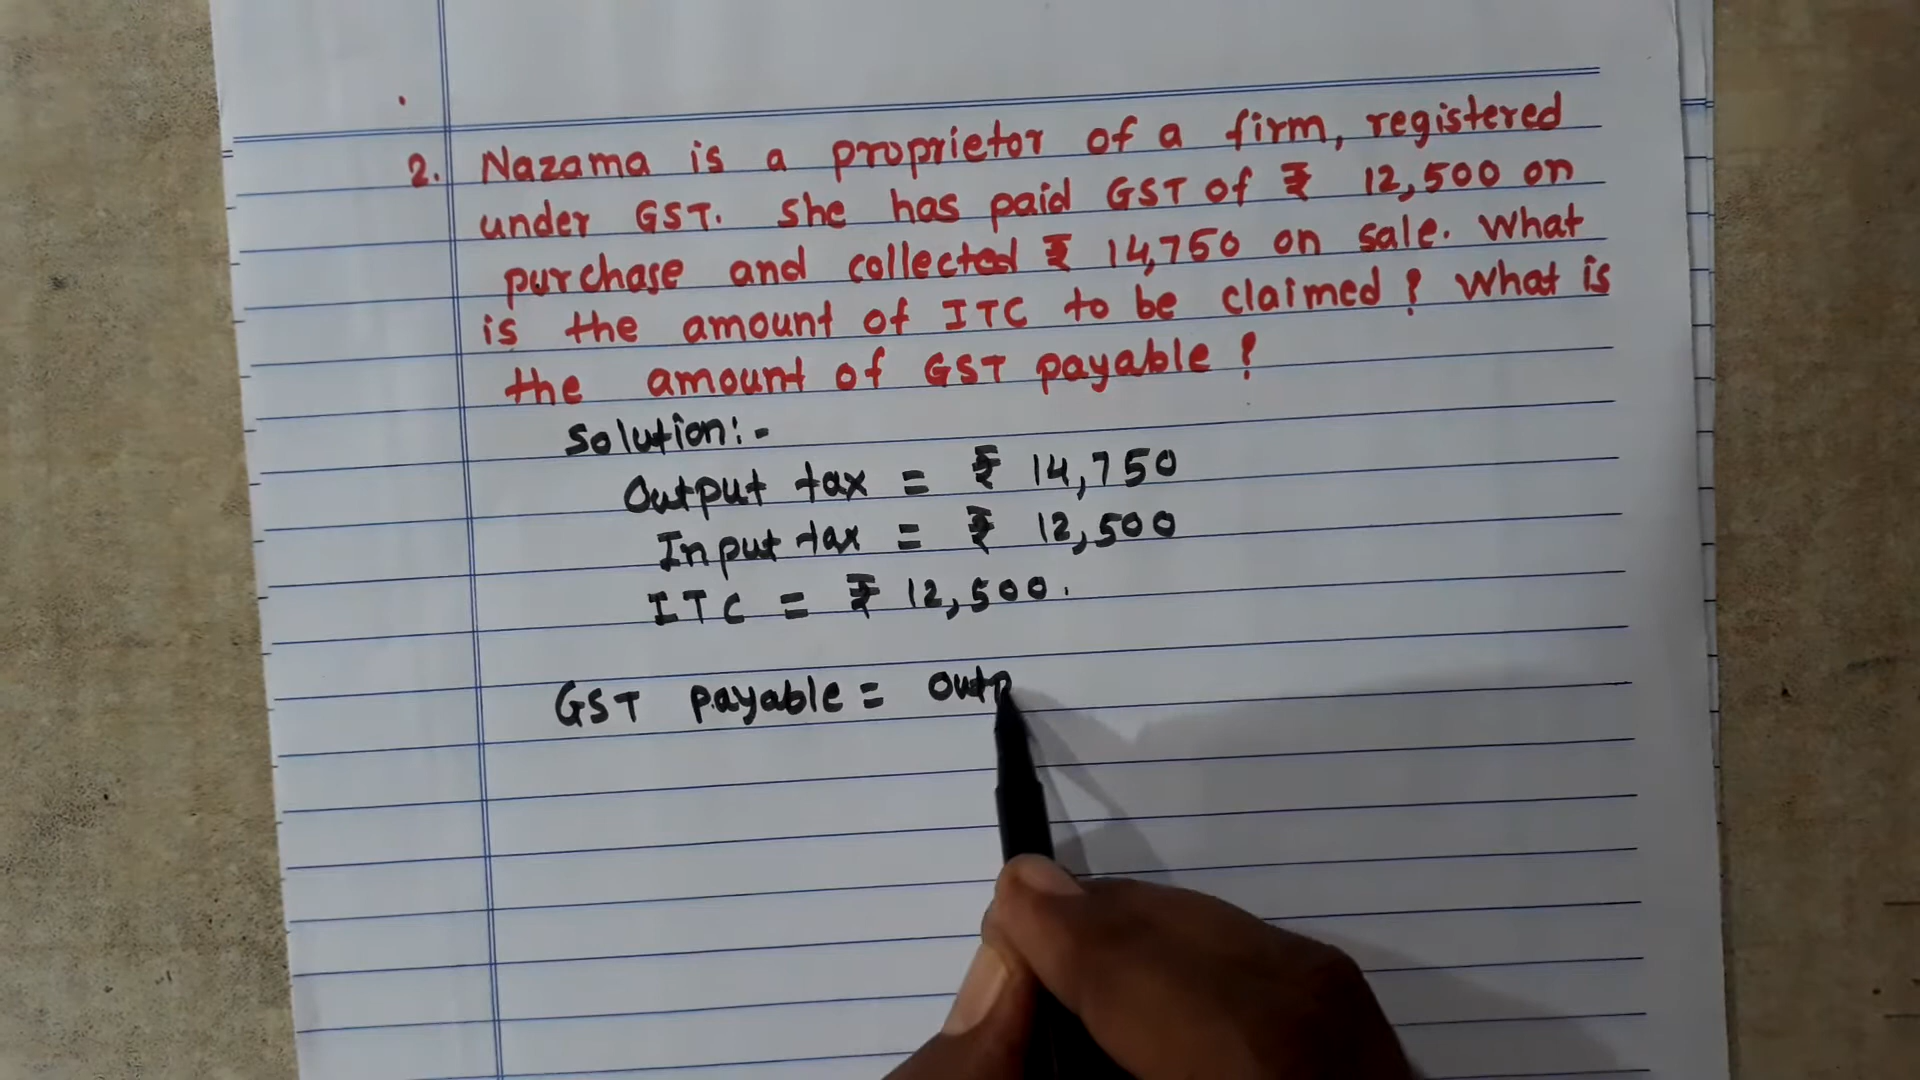 2. Nazama is a proprietor of a firm, registered
under GST. She has paid GST of ₹ 12,500 on
purchase and collected ₹ 14,750 on sale. What
is the amount of ITC to be claimed? What is
the amount of GST payable?
Solution:-
Output tax = ₹ 14,750
Input tax = ₹ 12,500
ITC = ₹ 12,500.
GST payable = outp